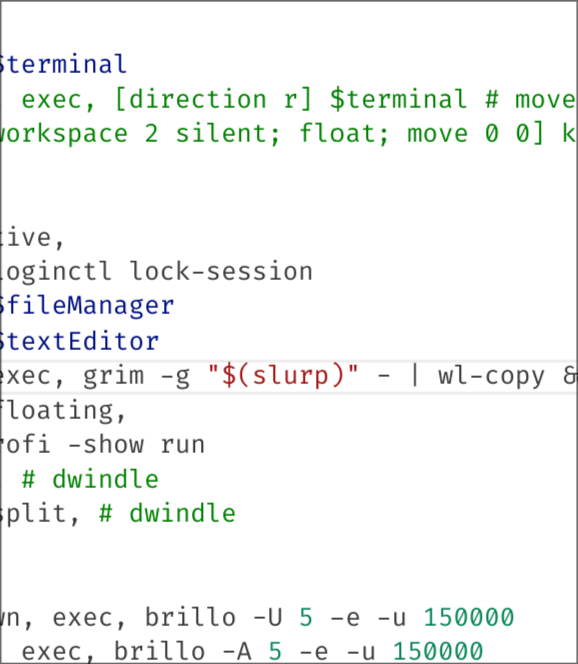 $terminal
exec, [direction r] $terminal # move
workspace 2 silent; float; move 0 0] k
ive,
loginctl lock-session
$fileManager
$textEditor
exec, grim -g "$(slurp)" - | wl-copy &
floating,
rofi -show run
# dwindle
split, # dwindle
wn, exec, brillo -U 5 -e -u 150000
exec, brillo -A 5 -e -u 150000